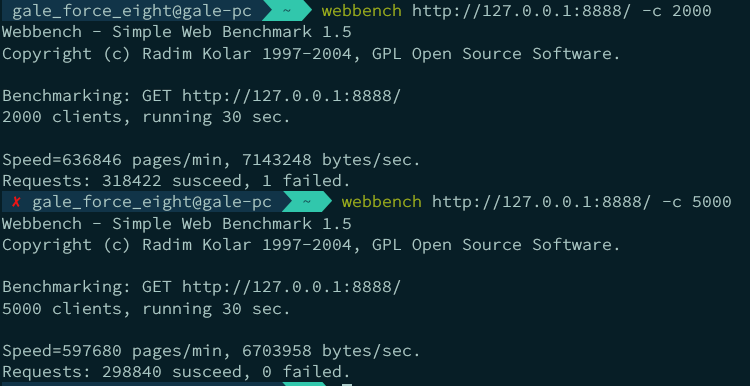 gale_force_eight@gale-pc ~ webbench http://127.0.0.1:8888/ -c 2000
Webbench - Simple Web Benchmark 1.5
Copyright (c) Radim Kolar 1997-2004, GPL Open Source Software.
Benchmarking: GET http://127.0.0.1:8888/
2000 clients, running 30 sec.
Speed=636846 pages/min, 7143248 bytes/sec.
Requests: 318422 susceed, 1 failed.
✗ gale_force_eight@gale-pc ~ webbench http://127.0.0.1:8888/ -c 5000
Webbench - Simple Web Benchmark 1.5
Copyright (c) Radim Kolar 1997-2004, GPL Open Source Software.
Benchmarking: GET http://127.0.0.1:8888/
5000 clients, running 30 sec.
Speed=597680 pages/min, 6703958 bytes/sec.
Requests: 298840 susceed, 0 failed.